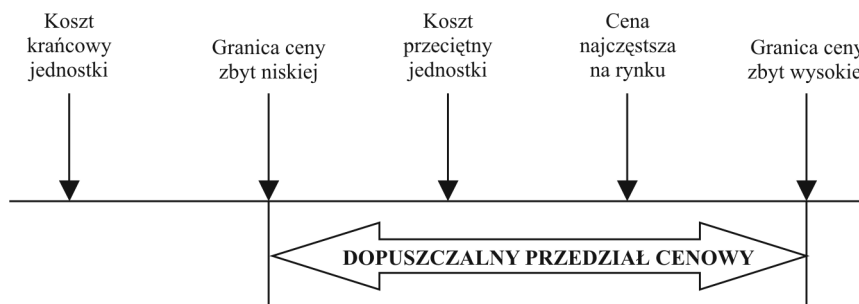 Koszt
krańcowy
jednostki
Granica ceny
zbyt niskiej
Koszt
przeciętny
jednostki
Cena
najczęstsza
na rynku
Granica ceny
zbyt wysokie
DOPUSZCZALNY PRZEDZIAŁ CENOWY